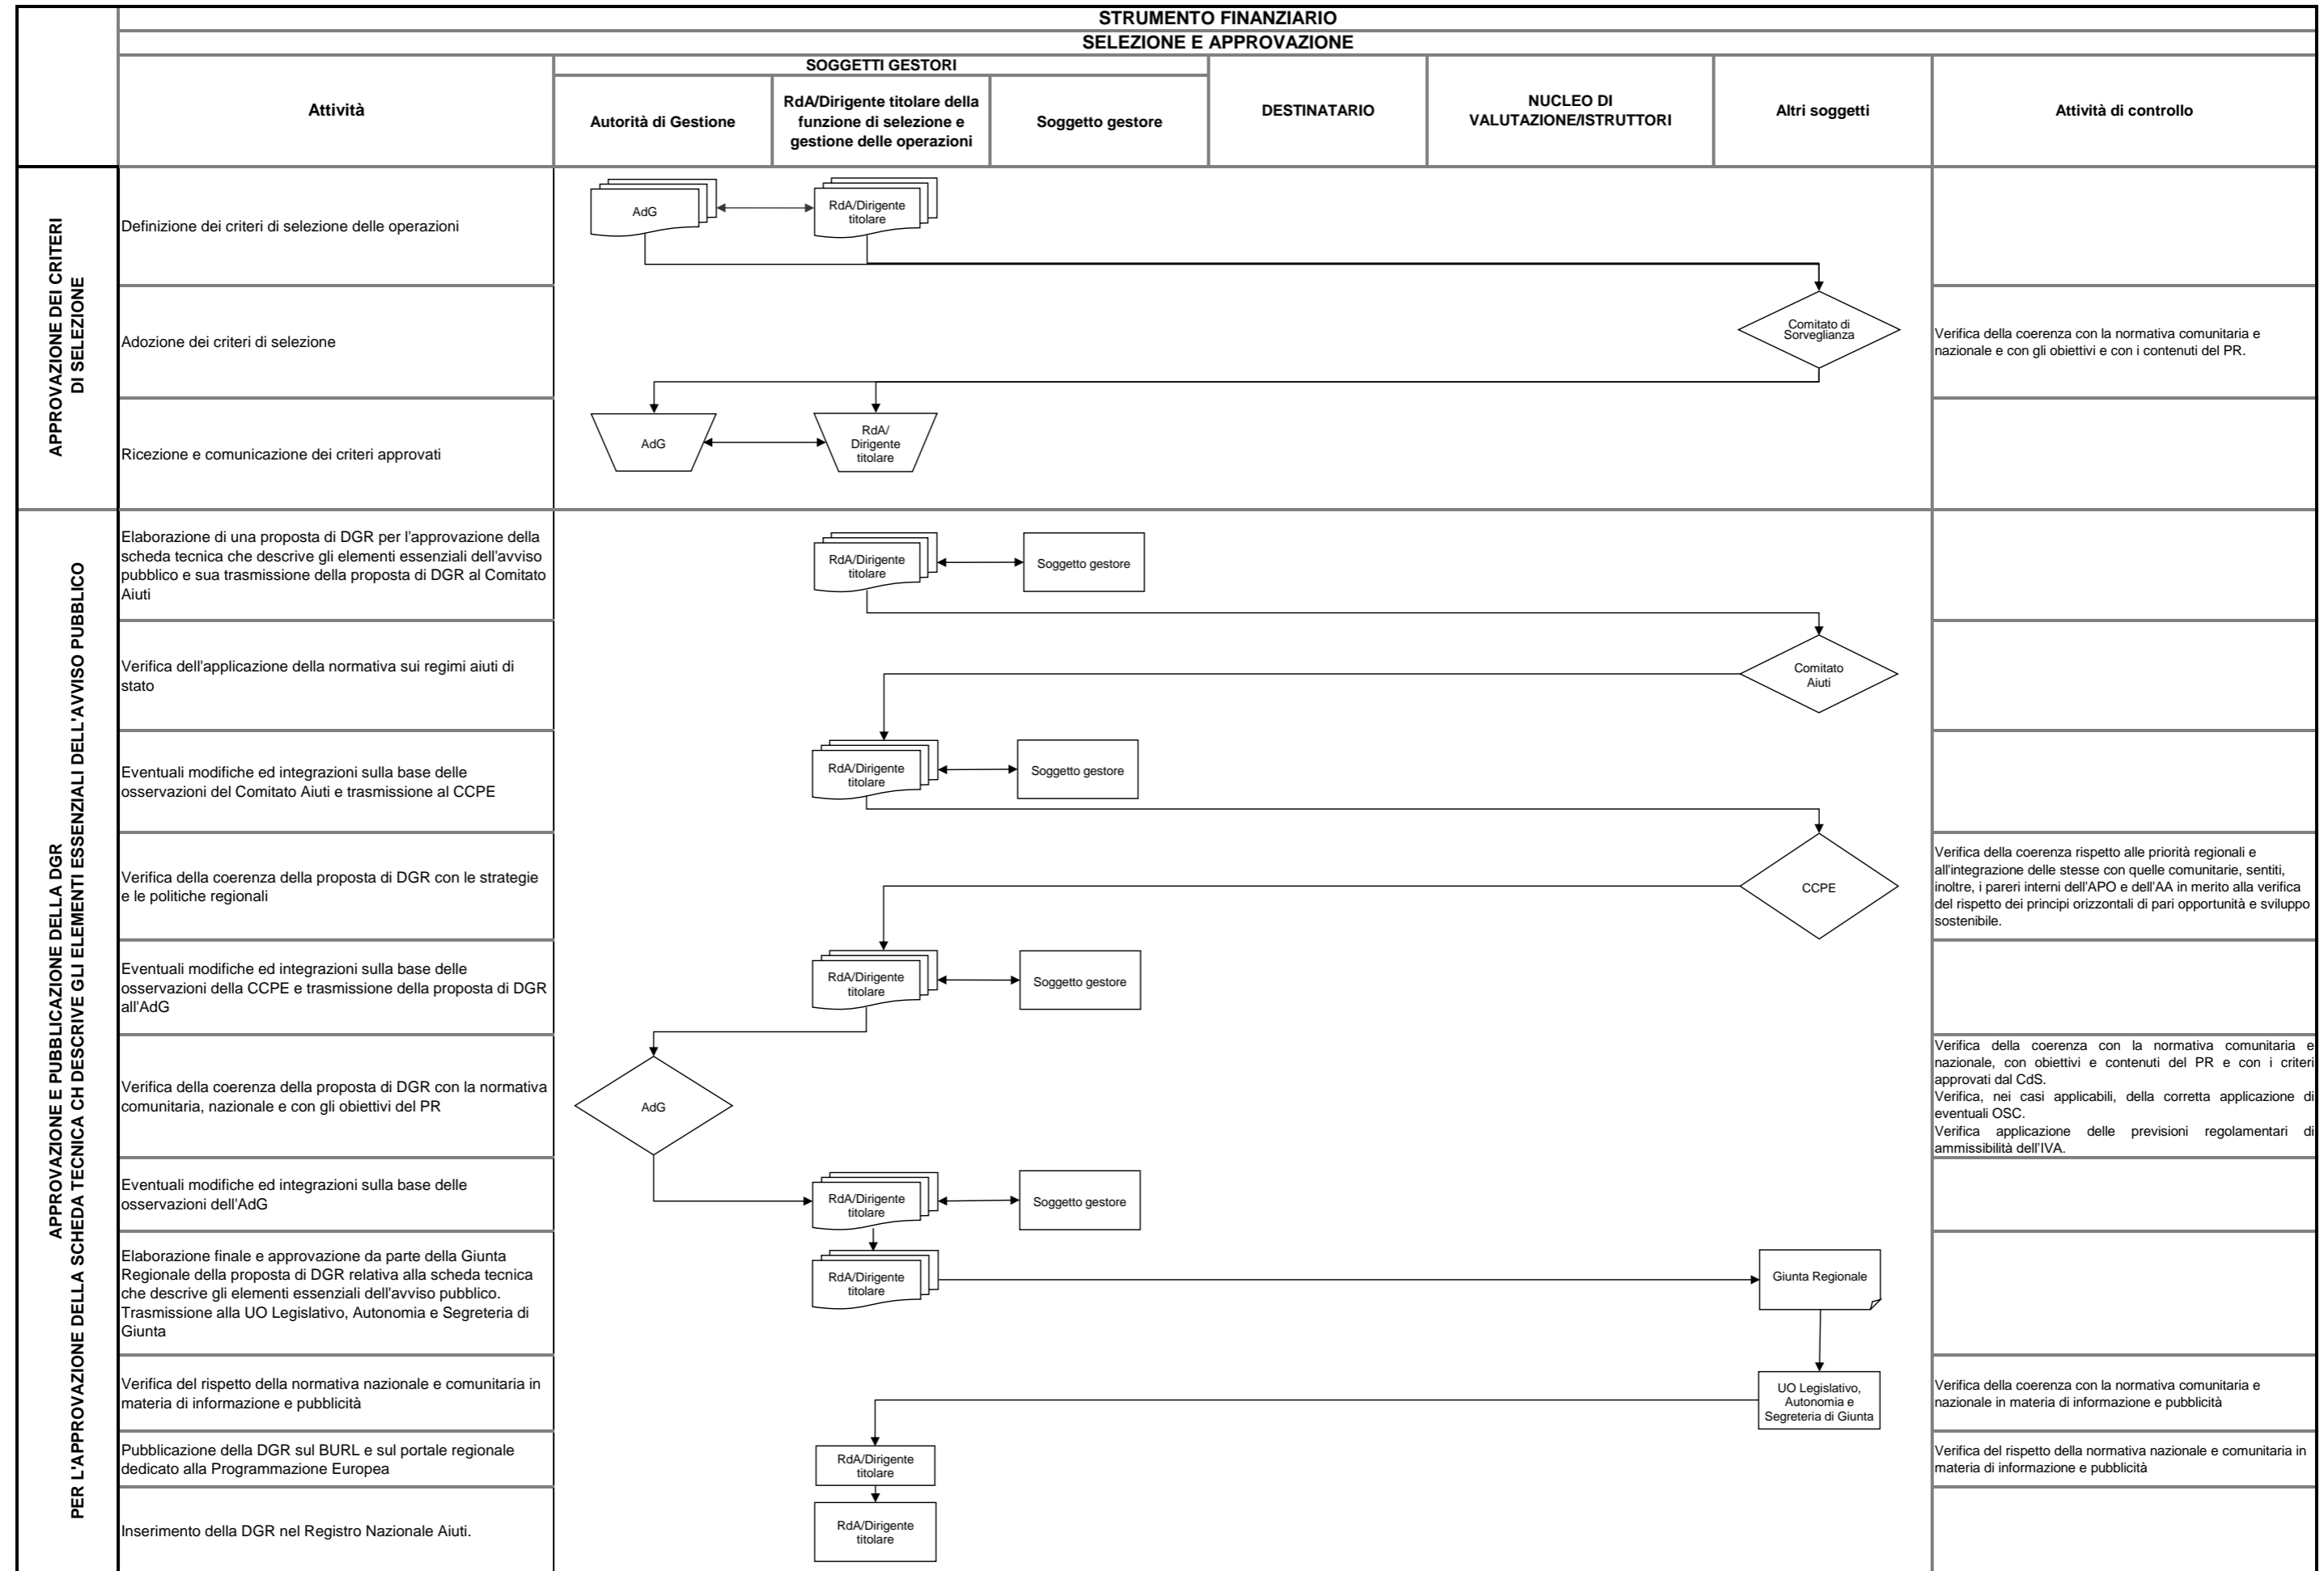 STRUMENTO FINANZIARIO
SELEZIONE E APPROVAZIONE
Attività
SOGGETTI GESTORI
Autorità di Gestione
RdA/Dirigente titolare della
funzione di selezione e
gestione delle operazioni
Soggetto gestore
DESTINATARIO
NUCLEO DI
VALUTAZIONE/ISTRUTTORI
Altri soggetti
Attività di controllo
APPROVAZIONE DEI CRITERI
DI SELEZIONE
Definizione dei criteri di selezione delle operazioni
AdG
RdA/Dirigente
titolare
Adozione dei criteri di selezione
Comitato di
Sorveglianza
Verifica della coerenza con la normativa comunitaria e
nazionale e con gli obiettivi e con i contenuti del PR.
Ricezione e comunicazione dei criteri approvati
AdG
RdA/
Dirigente
titolare
APPROVAZIONE E PUBBLICAZIONE DELLA DGR
PER L'APPROVAZIONE DELLA SCHEDA TECNICA CH DESCRIVE GLI ELEMENTI ESSENZIALI DELL'AVVISO PUBBLICO
Elaborazione di una proposta di DGR per l'approvazione della
scheda tecnica che descrive gli elementi essenziali dell'avviso
pubblico e sua trasmissione della proposta di DGR al Comitato
Aiuti
RdA/Dirigente
titolare
Soggetto gestore
Verifica dell'applicazione della normativa sui regimi aiuti di
stato
Comitato
Aiuti
Eventuali modifiche ed integrazioni sulla base delle
osservazioni del Comitato Aiuti e trasmissione al CCPE
RdA/Dirigente
titolare
Soggetto gestore
Verifica della coerenza della proposta di DGR con le strategie
e le politiche regionali
CCPE
Verifica della coerenza rispetto alle priorità regionali e
all'integrazione delle stesse con quelle comunitarie, sentiti,
inoltre, i pareri interni dell'APO e dell'AA in merito alla verifica
del rispetto dei principi orizzontali di pari opportunità e sviluppo
sostenibile.
Eventuali modifiche ed integrazioni sulla base delle
osservazioni della CCPE e trasmissione della proposta di DGR
all'AdG
RdA/Dirigente
titolare
Soggetto gestore
Verifica della coerenza della proposta di DGR con la normativa
comunitaria, nazionale e con gli obiettivi del PR
AdG
Verifica della coerenza con la normativa comunitaria e
nazionale, con obiettivi e contenuti del PR e con i criteri
approvati dal CdS.
Verifica, nei casi applicabili, della corretta applicazione di
eventuali OSC.
Verifica applicazione delle previsioni regolamentari di
ammissibilità dell'IVA.
Eventuali modifiche ed integrazioni sulla base delle
osservazioni dell'AdG
RdA/Dirigente
titolare
Soggetto gestore
Elaborazione finale e approvazione da parte della Giunta
Regionale della proposta di DGR relativa alla scheda tecnica
che descrive gli elementi essenziali dell'avviso pubblico.
Trasmissione alla UO Legislativo, Autonomia e Segreteria di
Giunta
RdA/Dirigente
titolare
Giunta Regionale
Verifica del rispetto della normativa nazionale e comunitaria in
materia di informazione e pubblicità
UO Legislativo,
Autonomia e
Segreteria di Giunta
Verifica della coerenza con la normativa comunitaria e
nazionale in materia di informazione e pubblicità
Pubblicazione della DGR sul BURL e sul portale regionale
dedicato alla Programmazione Europea
RdA/Dirigente
titolare
Verifica del rispetto della normativa nazionale e comunitaria in
materia di informazione e pubblicità
Inserimento della DGR nel Registro Nazionale Aiuti.
RdA/Dirigente
titolare